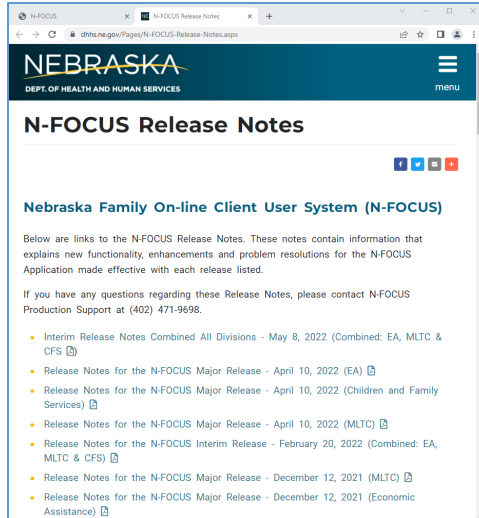 N-FOCUS
N-FOCUS Release Notes
dhhs.ne.gov/Pages/N-FOCUS-Release-Notes.aspx
NEBRASKA
DEPT. OF HEALTH AND HUMAN SERVICES
menu
N-FOCUS Release Notes
Nebraska Family On-line Client User System (N-FOCUS)
Below are links to the N-FOCUS Release Notes. These notes contain information that
explains new functionality, enhancements and problem resolutions for the N-FOCUS
Application made effective with each release listed.
If you have any questions regarding these Release Notes, please contact N-FOCUS
Production Support at (402) 471-9698.
Interim Release Notes Combined All Divisions - May 8, 2022 (Combined: EA, MLTC &
CFS )
Release Notes for the N-FOCUS Major Release - April 10, 2022 (EA)
Release Notes for the N-FOCUS Major Release - April 10, 2022 (Children and Family
Services)
Release Notes for the N-FOCUS Major Release - April 10, 2022 (MLTC)
Release Notes for the N-FOCUS Interim Release - February 20, 2022 (Combined: EA,
MLTC & CFS)
Release Notes for the N-FOCUS Major Release - December 12, 2021 (MLTC)
Release Notes for the N-FOCUS Major Release - December 12, 2021 (Economic
Assistance)